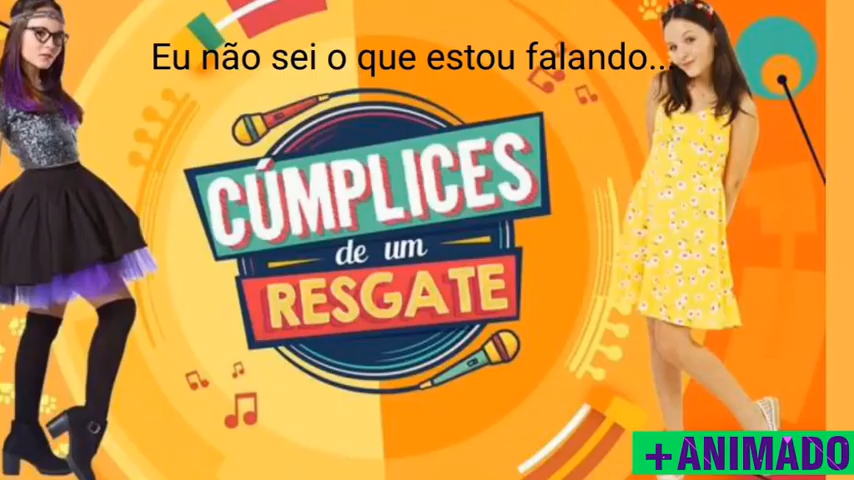 Eu não sei o que estou falando...
CÚMPLICES
de um
RESGATE
+ANIMADO